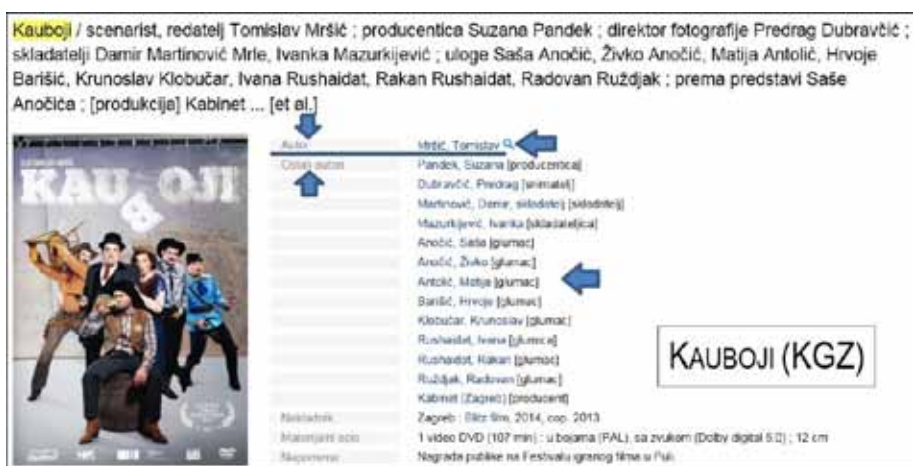 Kauboji / scenarist, redatelj Tomislav Mršić ; producentica Suzana Pandek ; direktor fotografije Predrag Dubravčić ;
skladatelji Damir Martinović Mrle, Ivanka Mazurkijević ; uloge Saša Anočić, Živko Anočić, Matija Antolić, Hrvoje
Barišić, Krunoslav Klobučar, Ivana Rushaidat, Rakan Rushaidat, Radovan Ruždjak ; prema predstavi Saše
Anočića ; [produkcija] Kabinet ... [et al.]
KAUBOJI
Autor Mršić, Tomislav
Ostali autori Pandek, Suzana [producentica]
Dubravčić, Predrag [snimatelj]
Martinović, Damir, skladatelj [skladatelj]
Mazurkijević, Ivanka [skladateljica]
Anočić, Saša [glumac]
Anočić, Živko [glumac]
Antolić, Matija [glumac]
Barišić, Hrvoje [glumac]
Klobučar, Krunoslav [glumac]
Rushaidat, Ivana [glumica]
Rushaidat, Rakan [glumac]
Ruždjak, Radovan [glumac]
Kabinet (Zagreb) [producent]
Nakladnik Zagreb : Blitz film, 2014, cop. 2013
Materijalni opis 1 video DVD (107 min) : u bojama (PAL), sa zvukom (Dolby digital 5.0) ; 12 cm
Napomena Nagrada publike na Festivalu igranog filma u Puli.
KAUBOJI (KGZ)